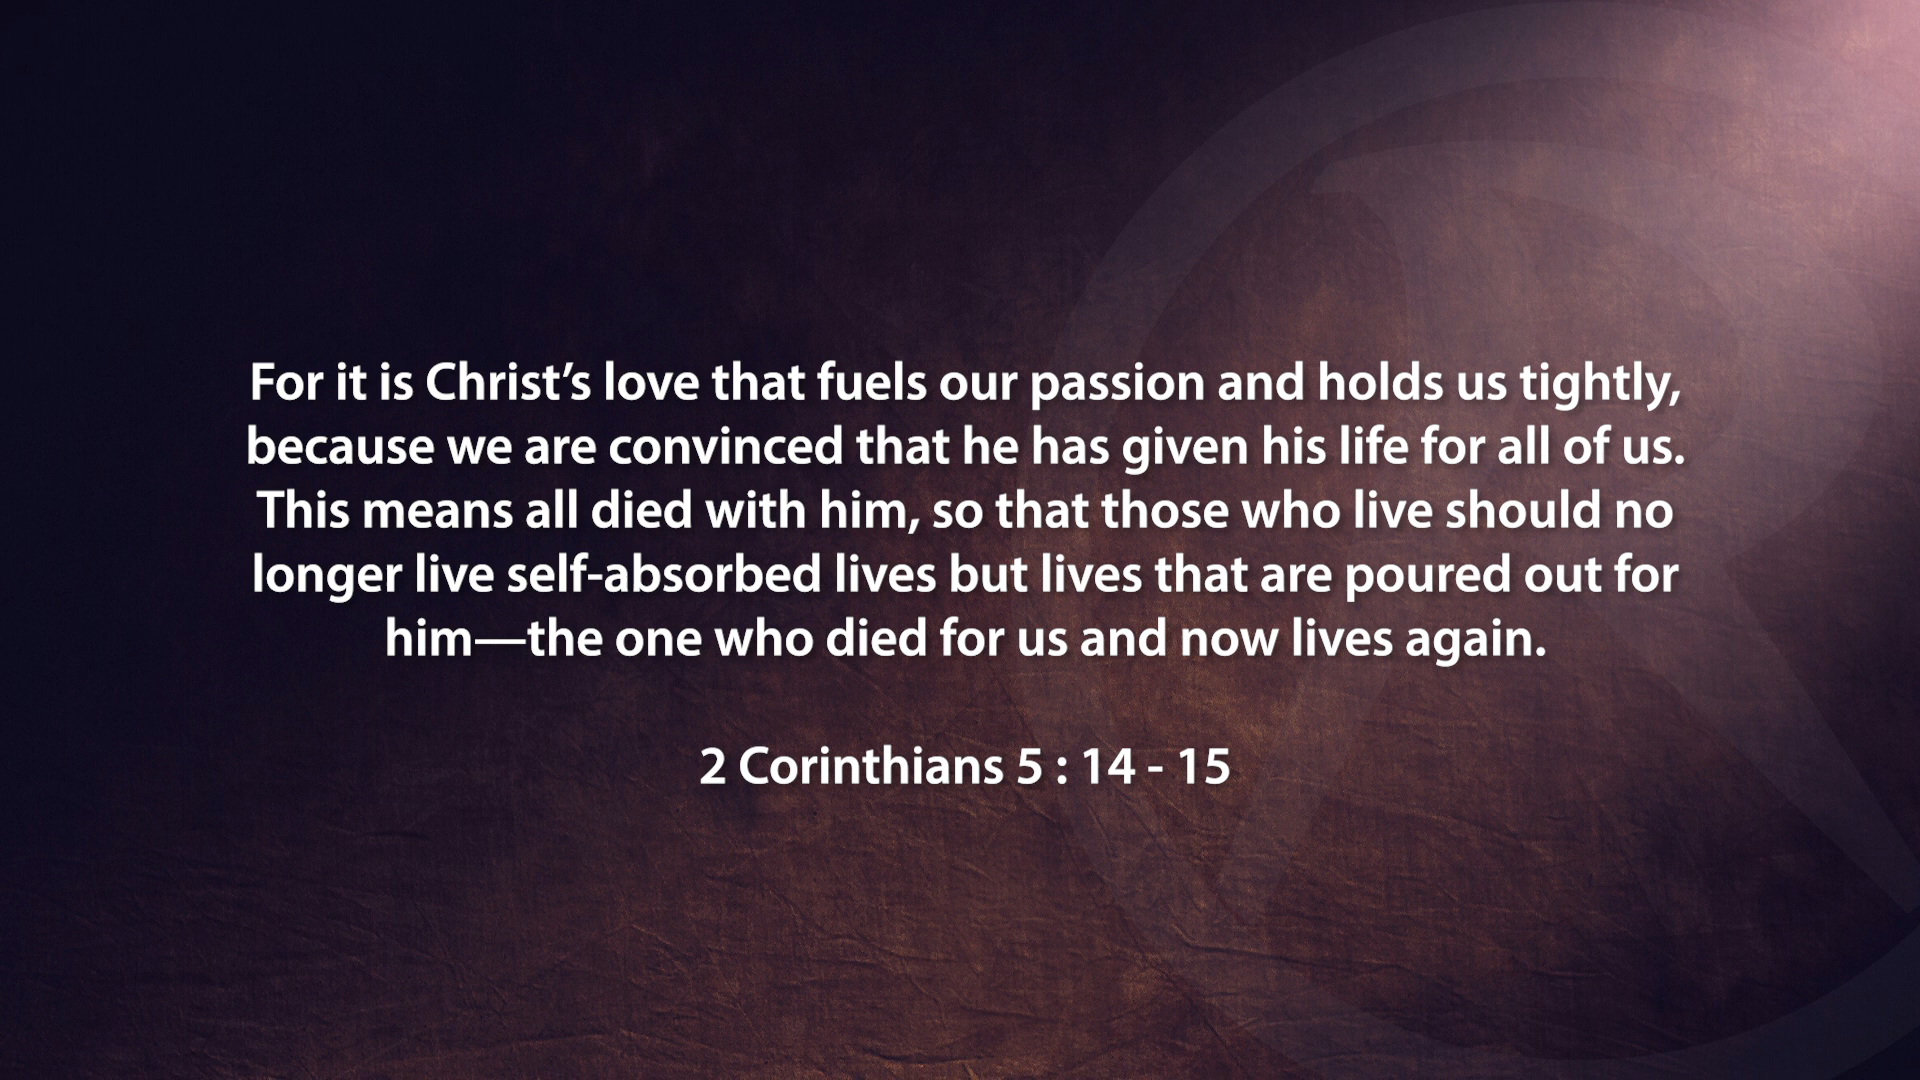 For it is Christ’s love that fuels our passion and holds us tightly,
because we are convinced that he has given his life for all of us.
This means all died with him, so that those who live should no
longer live self-absorbed lives but lives that are poured out for
him—the one who died for us and now lives again.
2 Corinthians 5 : 14 - 15